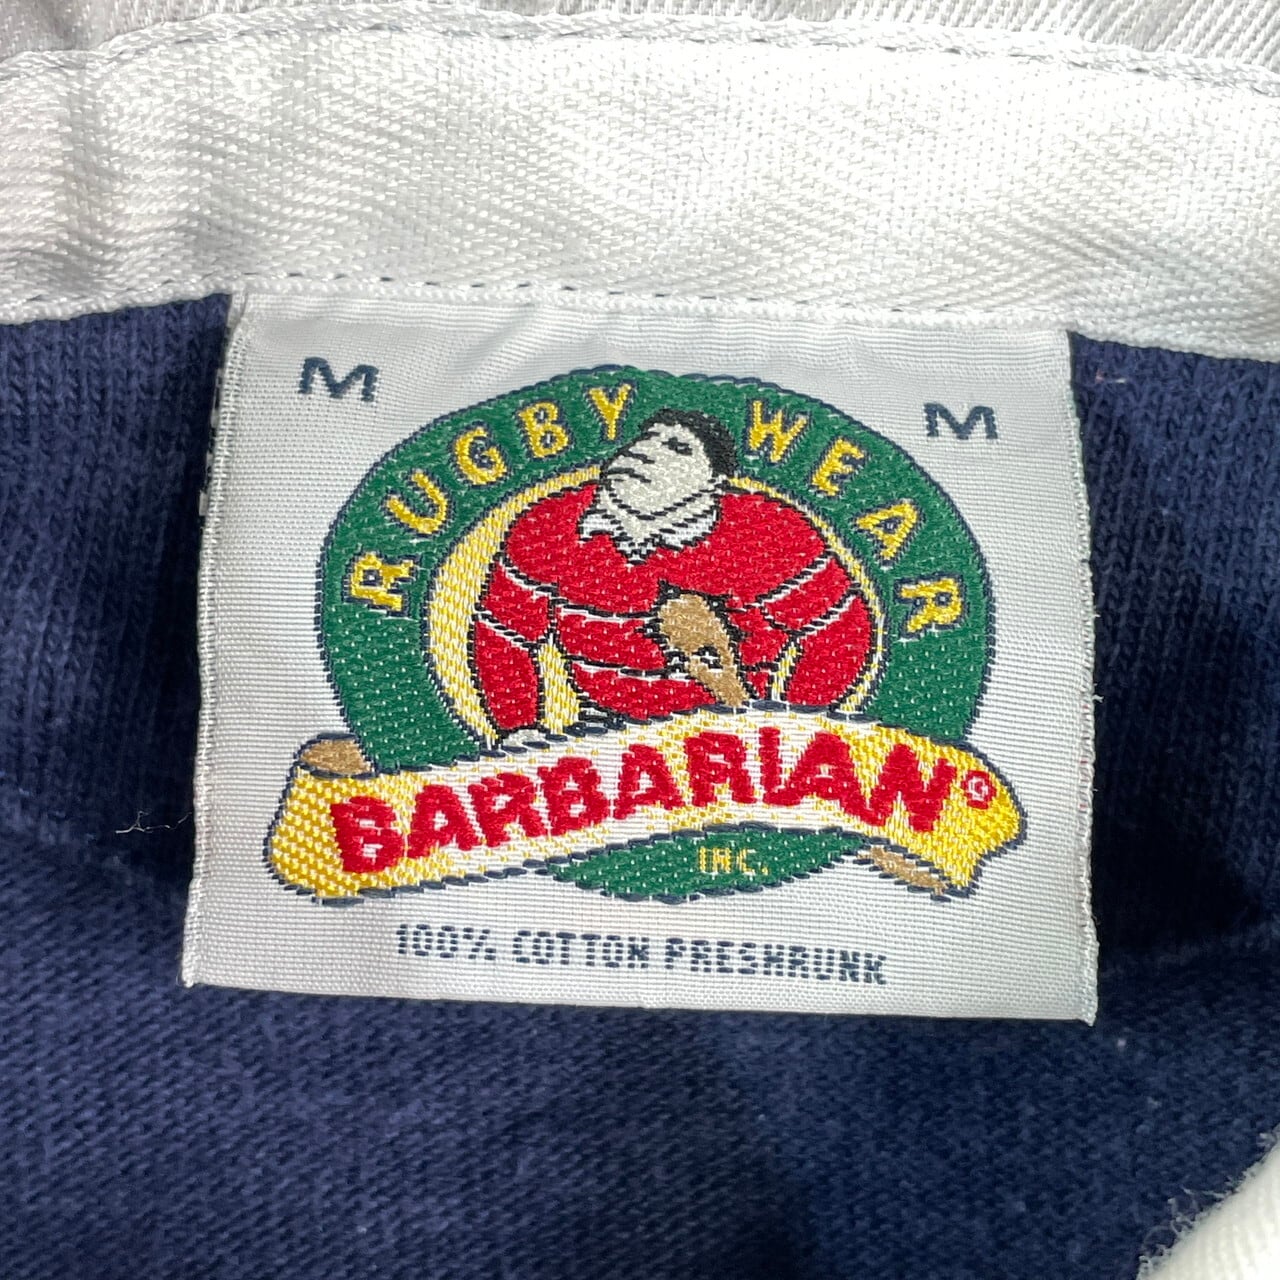 M M
RUGBY WEAR
BARBARIAN®
INC.
100% COTTON PRESHRUNK